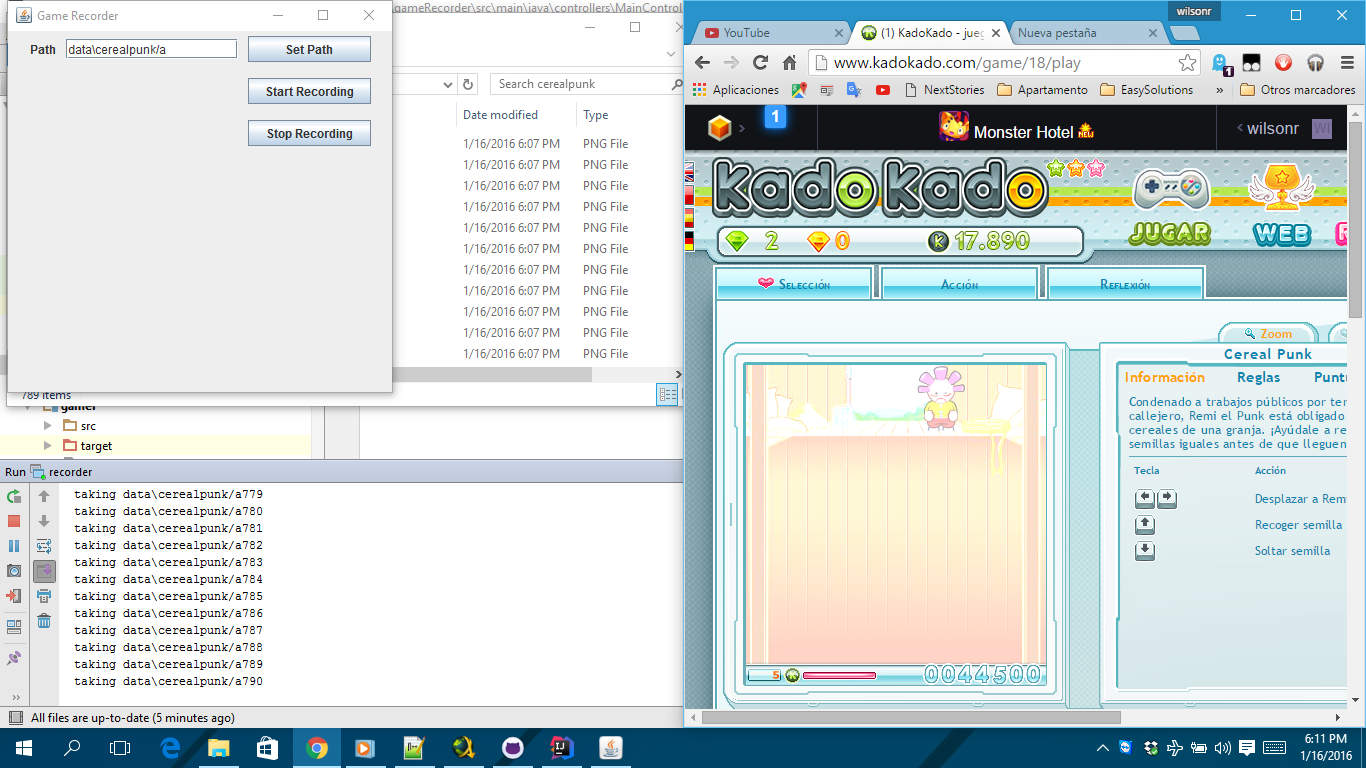 Game Recorder
Path data\cerealpunk/a Set Path
Start Recording
Stop Recording
gameRecorder\src\main\java\controllers\MainControl
Search cerealpunk
Date modified Type
1/16/2016 6:07 PM PNG File
1/16/2016 6:07 PM PNG File
1/16/2016 6:07 PM PNG File
1/16/2016 6:07 PM PNG File
1/16/2016 6:07 PM PNG File
1/16/2016 6:07 PM PNG File
1/16/2016 6:07 PM PNG File
1/16/2016 6:07 PM PNG File
1/16/2016 6:07 PM PNG File
1/16/2016 6:07 PM PNG File
1/16/2016 6:07 PM PNG File
789 items
gamer
src
target
Run recorder
taking data\cerealpunk/a779
taking data\cerealpunk/a780
taking data\cerealpunk/a781
taking data\cerealpunk/a782
taking data\cerealpunk/a783
taking data\cerealpunk/a784
taking data\cerealpunk/a785
taking data\cerealpunk/a786
taking data\cerealpunk/a787
taking data\cerealpunk/a788
taking data\cerealpunk/a789
taking data\cerealpunk/a790
All files are up-to-date (5 minutes ago)
wilsonr
YouTube (1) KadoKado - jueg Nueva pestaña
www.kadokado.com/game/18/play
1
Aplicaciones NextStories Apartamento EasySolutions » Otros marcadores
1 Monster Hotel NEW wilsonr WI
kadokado
JUGAR WEB
2 0 K 17.890
Selección Acción Reflexión
Zoom
Cereal Punk
Información Reglas Puntu
Condenado a trabajos públicos por ter
callejero, Remi el Punk está obligado
cereales de una granja. ¡Ayúdale a re
semillas iguales antes de que lleguen
Tecla Acción
Desplazar a Rem
Recoger semilla
Soltar semilla
5 0044500
6:11 PM
1/16/2016